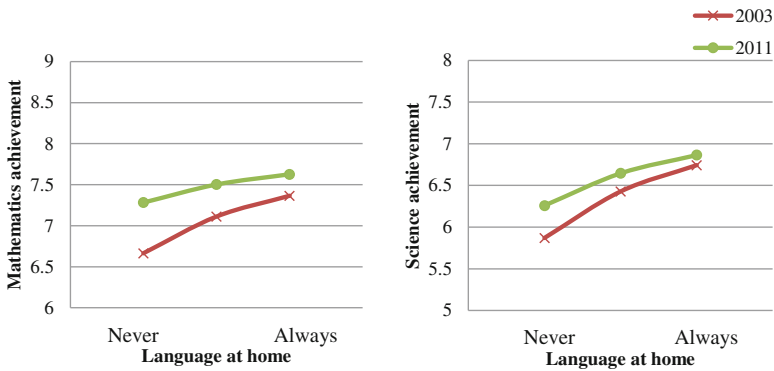 2003
2011
Mathematics achievement
9
8.5
8
7.5
7
6.5
6
Never Always
Language at home
Science achievement
8
7.5
7
6.5
6
5.5
5
Never Always
Language at home